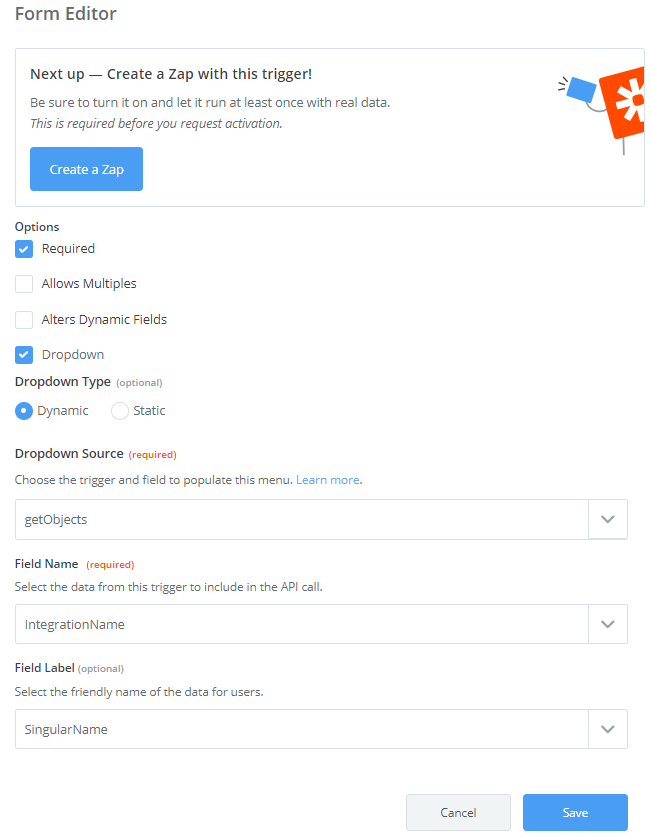 Form Editor
Next up — Create a Zap with this trigger!
Be sure to turn it on and let it run at least once with real data.
This is required before you request activation.
Create a Zap
Options
Required
Allows Multiples
Alters Dynamic Fields
Dropdown
Dropdown Type (optional)
Dynamic Static
Dropdown Source (required)
Choose the trigger and field to populate this menu. Learn more.
getObjects
Field Name (required)
Select the data from this trigger to include in the API call.
IntegrationName
Field Label (optional)
Select the friendly name of the data for users.
SingularName
Cancel Save